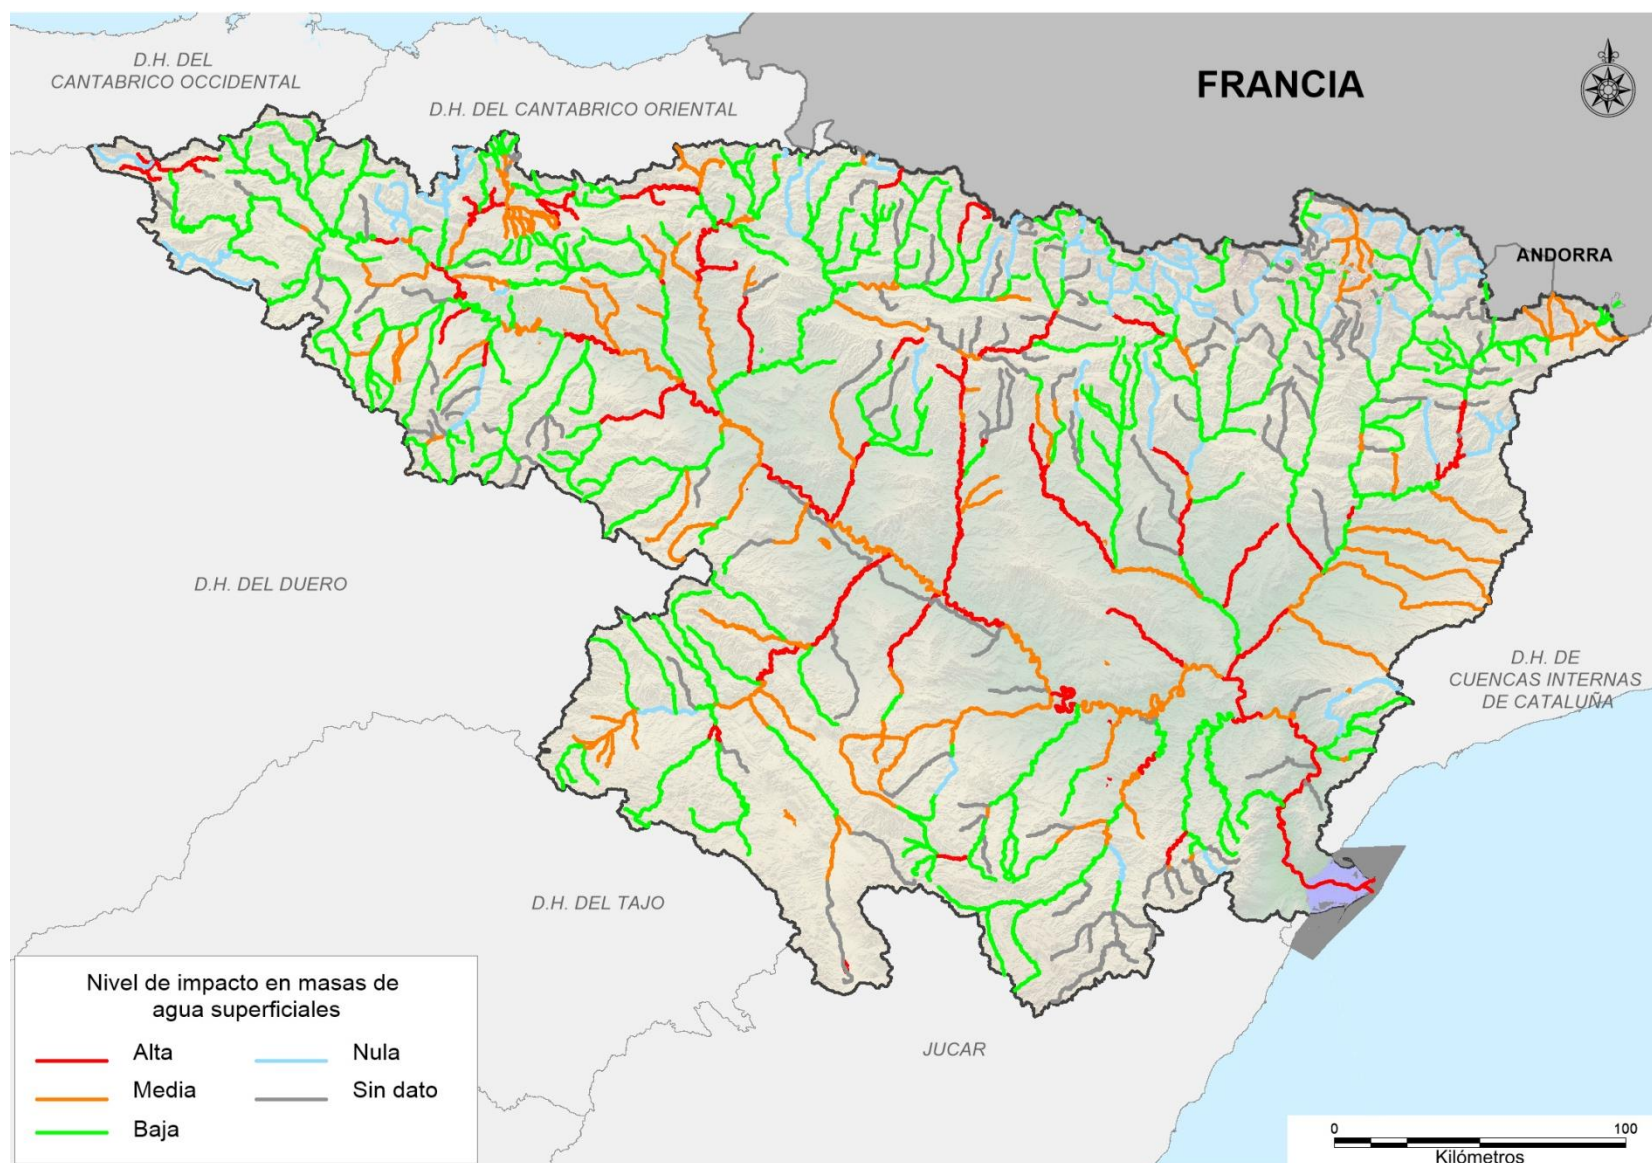 D.H. DEL
CANTABRICO OCCIDENTAL
D.H. DEL CANTABRICO ORIENTAL
FRANCIA
ANDORRA
D.H. DEL DUERO
D.H. DE
CUENCAS INTERNAS
DE CATALUÑA
D.H. DEL TAJO
JUCAR
Nivel de impacto en masas de
agua superficiales
Alta
Nula
Media
Sin dato
Baja
0
100
Kilómetros